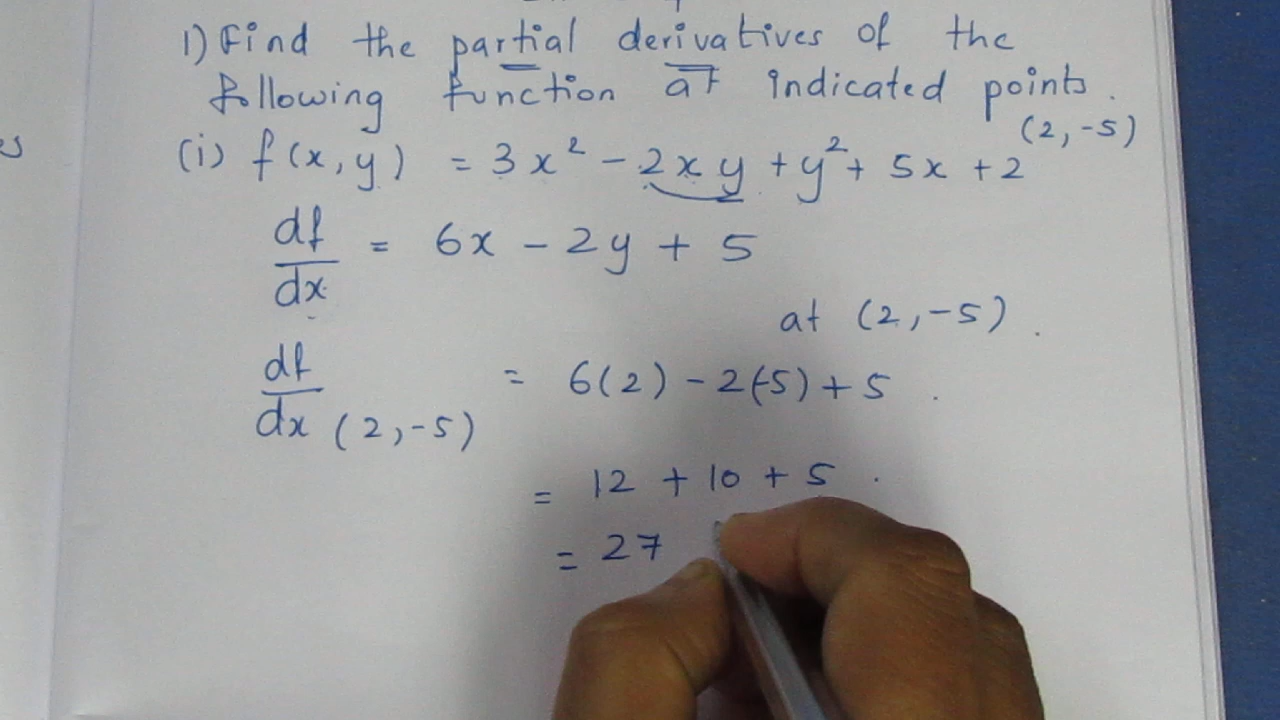 1) Find the partial derivatives of the
following function at indicated points.
(2,-5)
(i) f(x,y) = 3x² - 2xy + y² + 5x + 2
df/dx = 6x - 2y + 5
at (2,-5).
df/dx (2,-5) = 6(2) - 2(-5) + 5.
= 12 + 10 + 5.
= 27